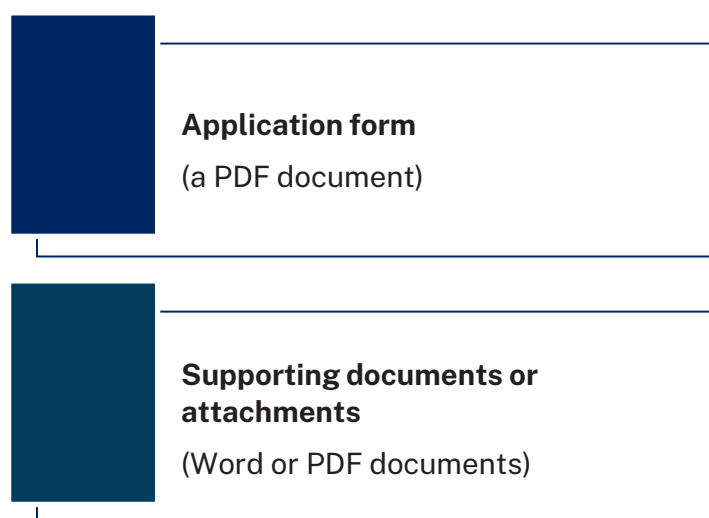 Application form
(a PDF document)
Supporting documents or
attachments
(Word or PDF documents)